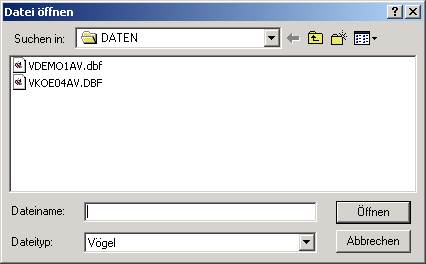 Datei öffnen
Suchen in: DATEN
VDEMO1AV.dbf
VKOE04AV.DBF
Dateiname: Öffnen
Dateityp: Vögel Abbrechen